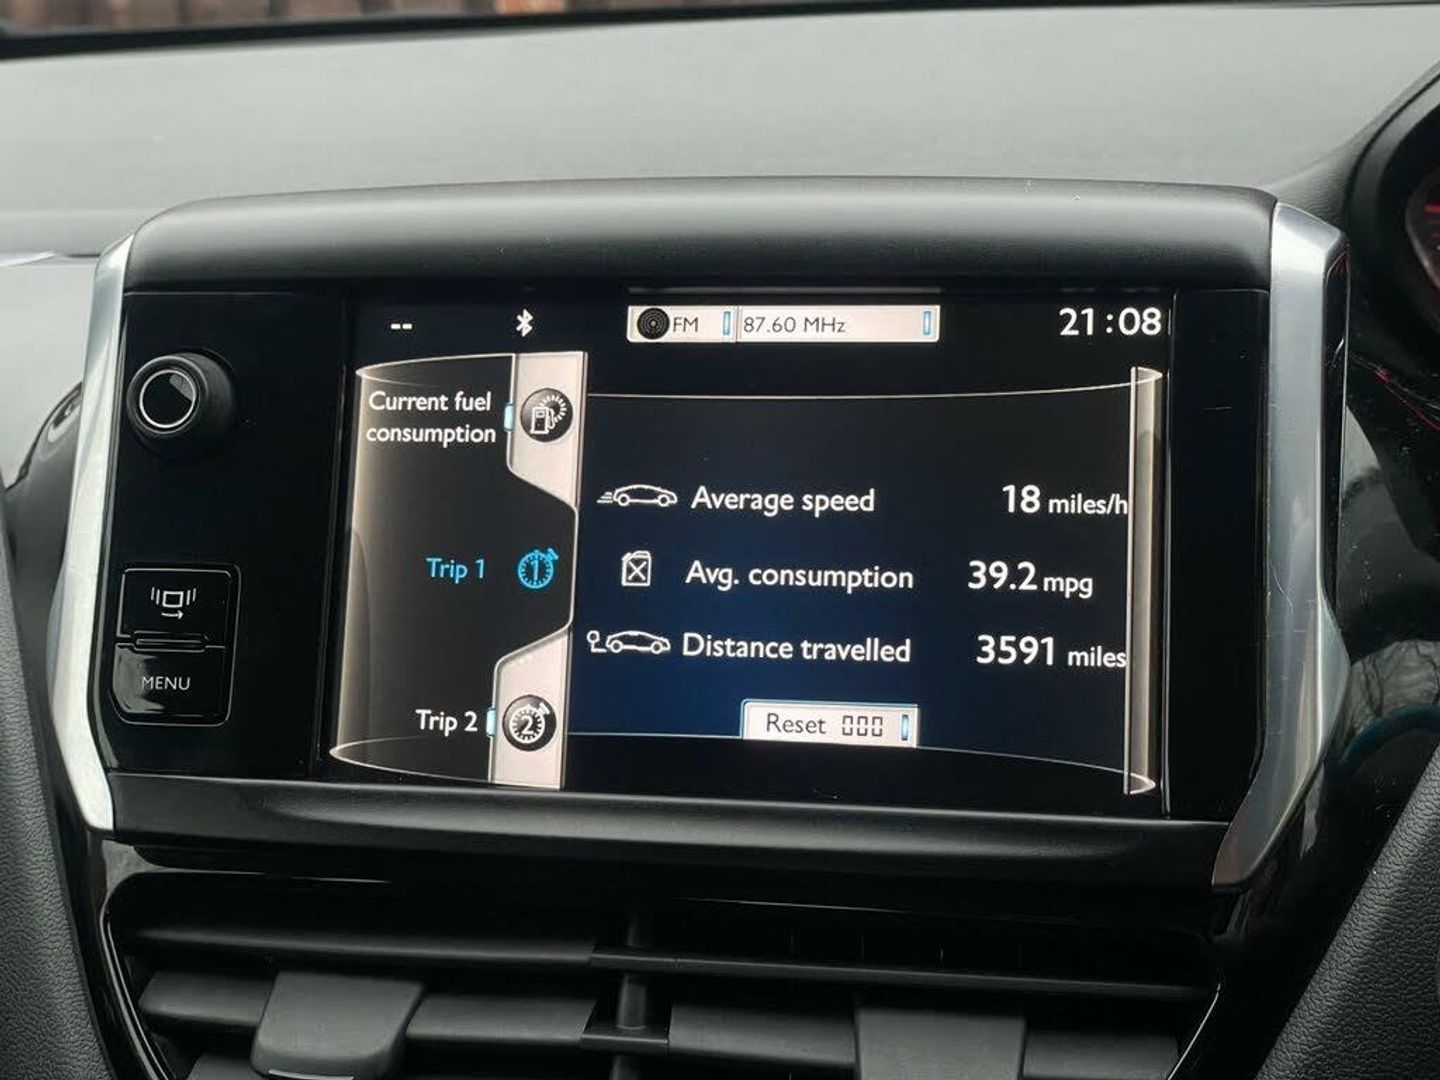 --
FM 87.60 MHz
21:08
Current fuel
consumption
Average speed 18 miles/h
Trip 1
Avg. consumption 39.2 mpg
Distance travelled 3591 miles
MENU
Trip 2
2
Reset 000